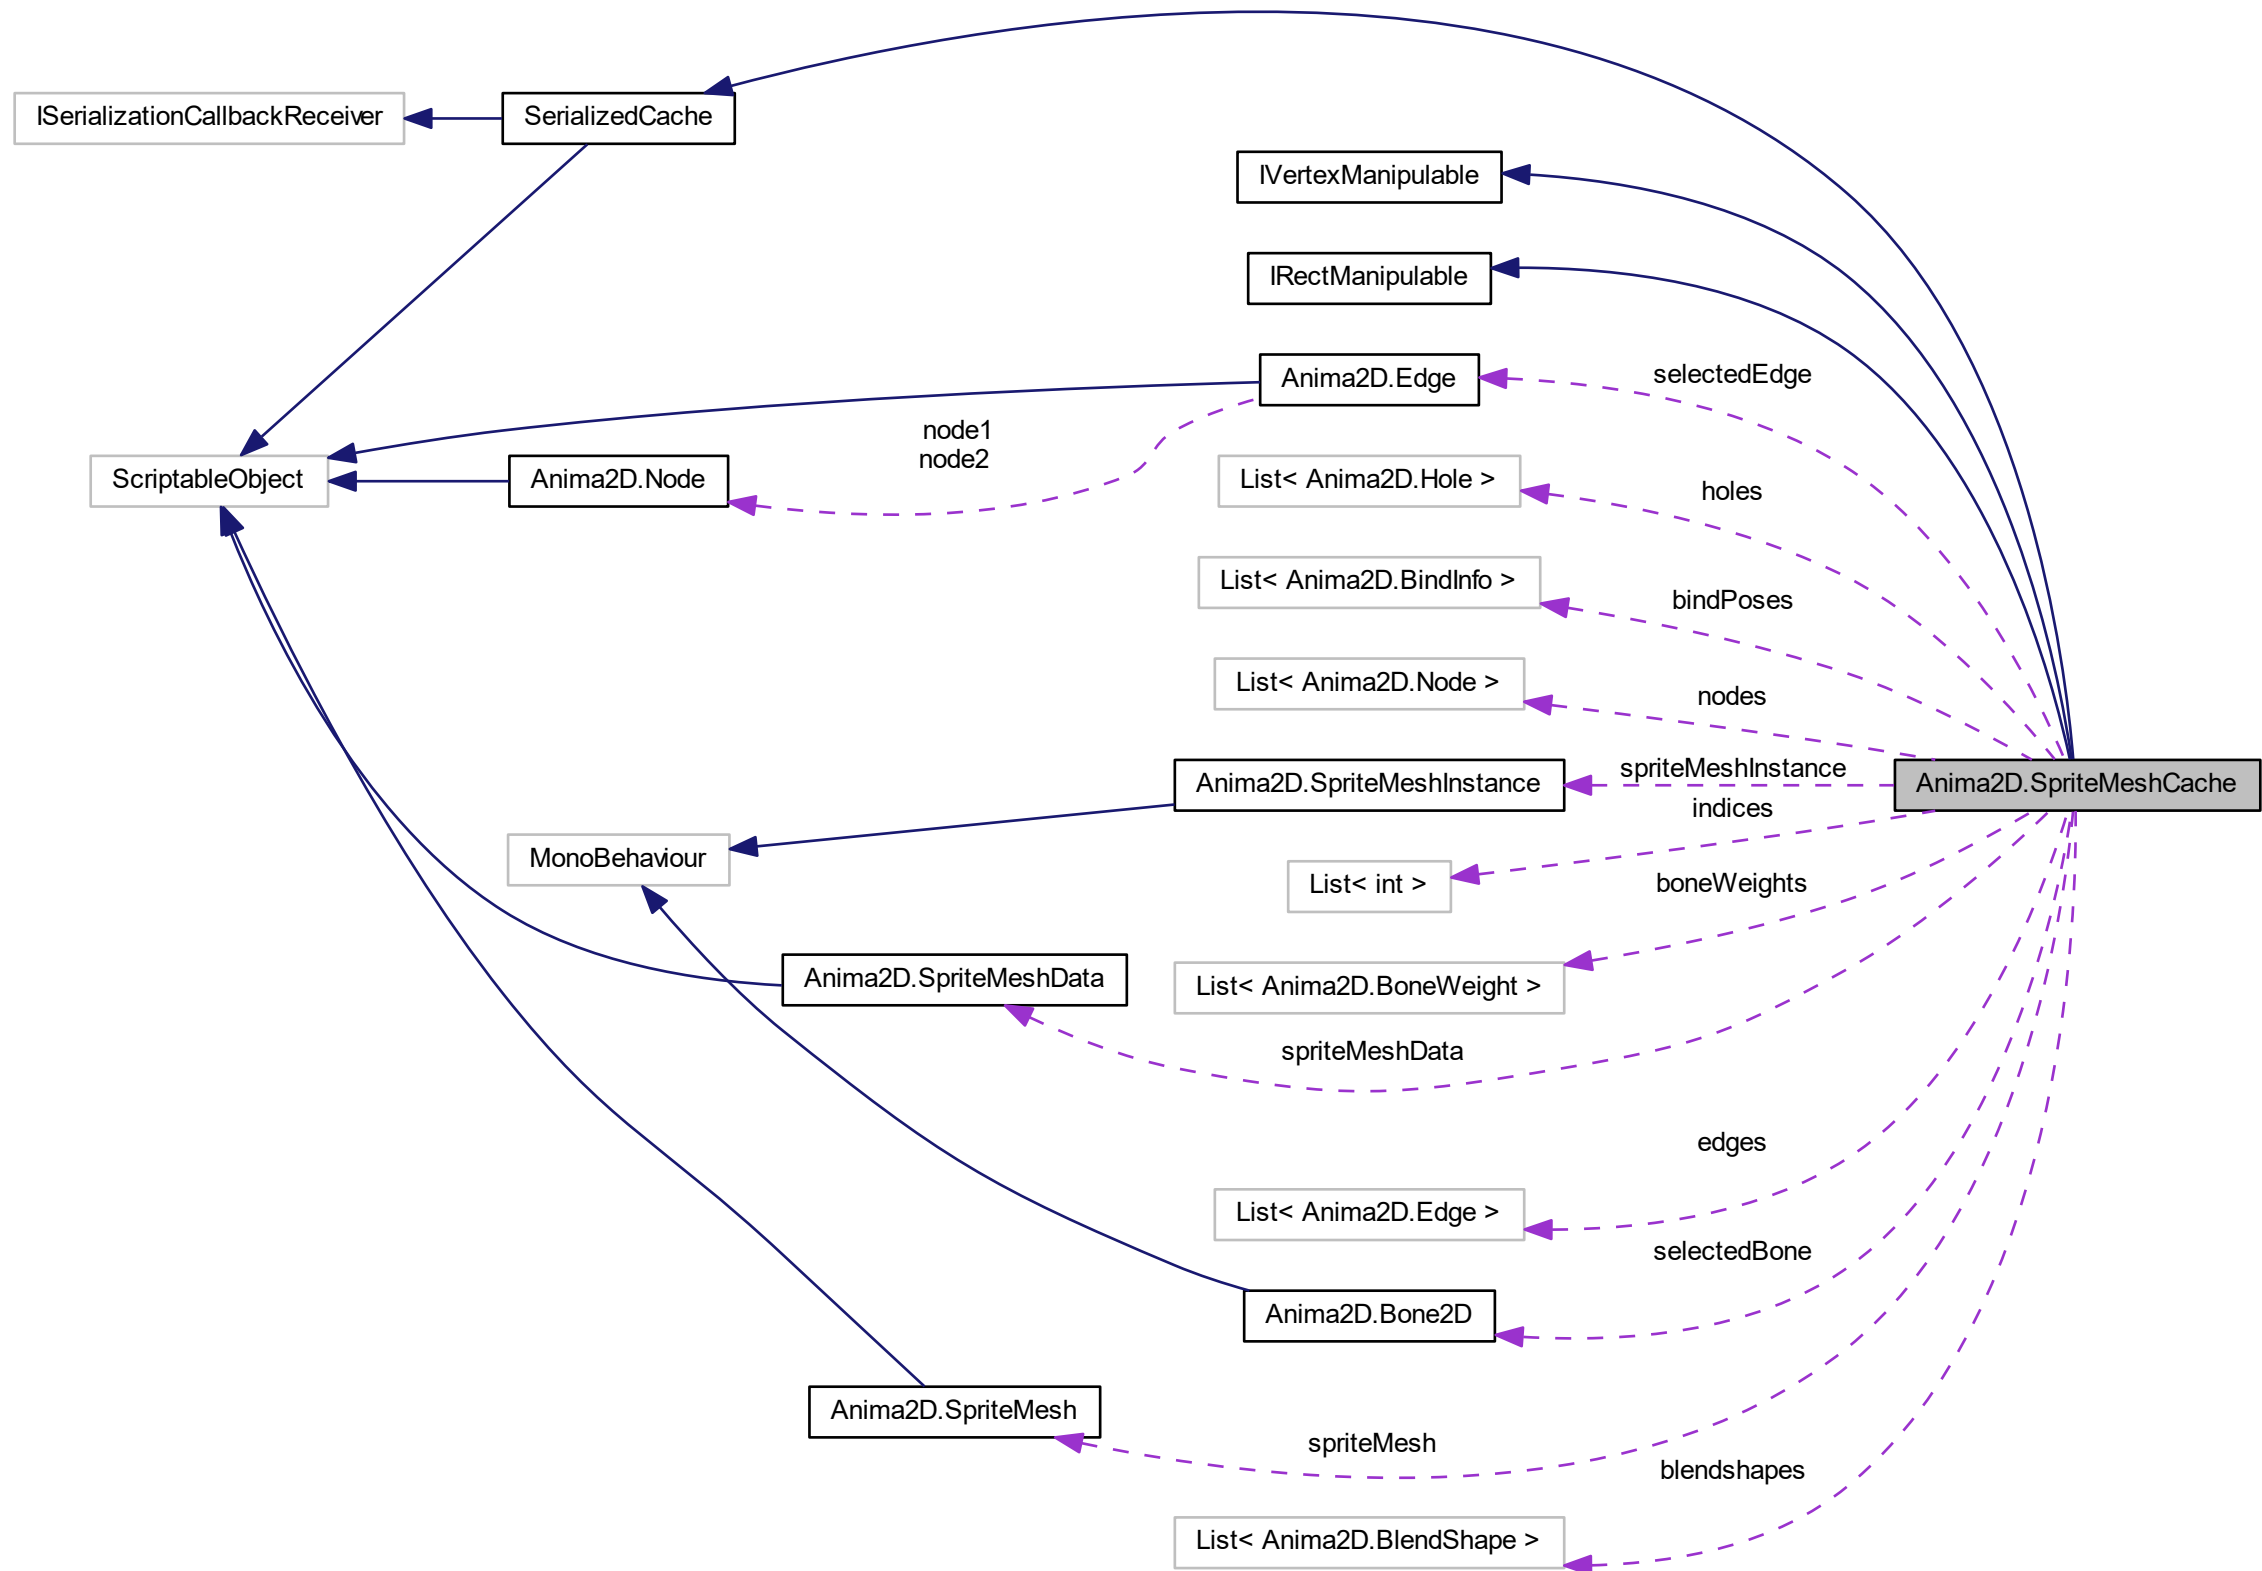 ISerializationCallbackReceiver
SerializedCache
IVertexManipulable
IRectManipulable
Anima2D.Edge
selectedEdge
node1
node2
ScriptableObject
Anima2D.Node
List< Anima2D.Hole >
holes
List< Anima2D.BindInfo >
bindPoses
List< Anima2D.Node >
nodes
Anima2D.SpriteMeshInstance
spriteMeshInstance
Anima2D.SpriteMeshCache
indices
MonoBehaviour
List< int >
boneWeights
Anima2D.SpriteMeshData
List< Anima2D.BoneWeight >
spriteMeshData
edges
List< Anima2D.Edge >
selectedBone
Anima2D.Bone2D
Anima2D.SpriteMesh
spriteMesh
blendshapes
List< Anima2D.BlendShape >